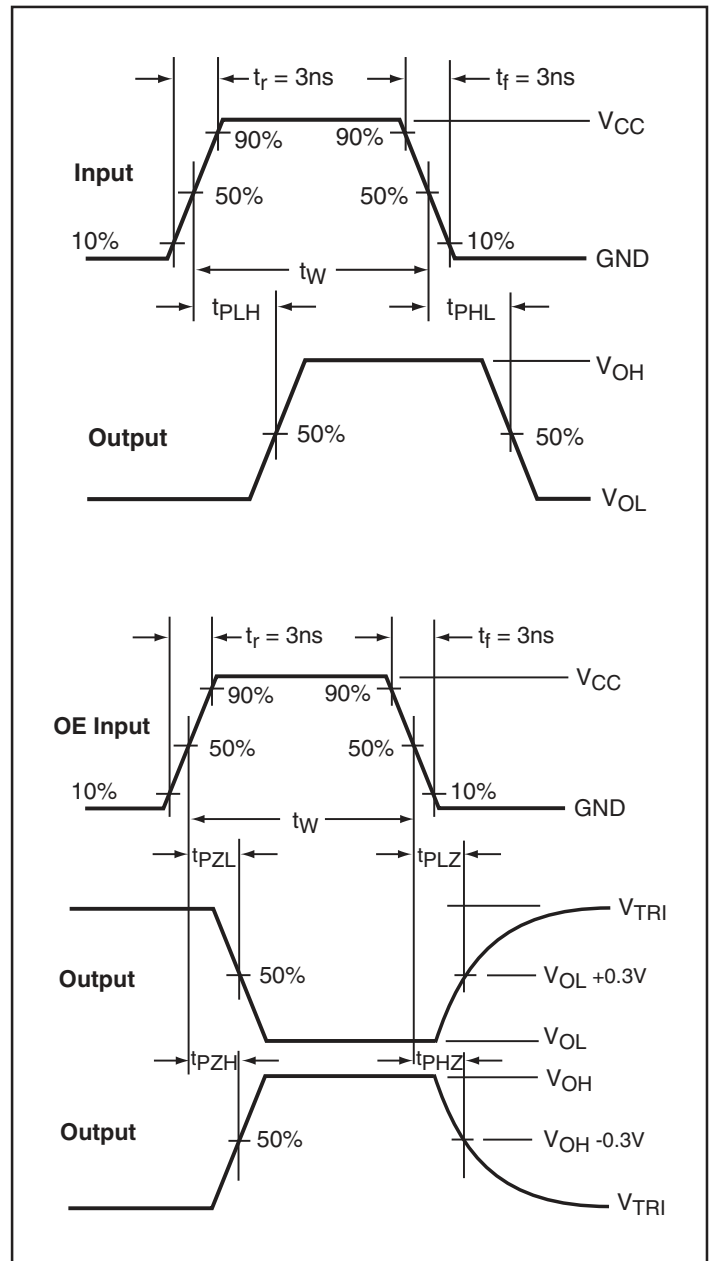 tr = 3ns
tf = 3ns
VCC
90%
90%
Input
50%
50%
10%
10%
GND
tW
tPLH
tPHL
VOH
Output
50%
50%
VOL
tr = 3ns
tf = 3ns
VCC
90%
90%
OE Input
50%
50%
10%
10%
GND
tW
tPZL
tPLZ
VTRI
Output
50%
VOL +0.3V
VOL
tPZH
tPHZ
VOH
Output
50%
VOH -0.3V
VTRI